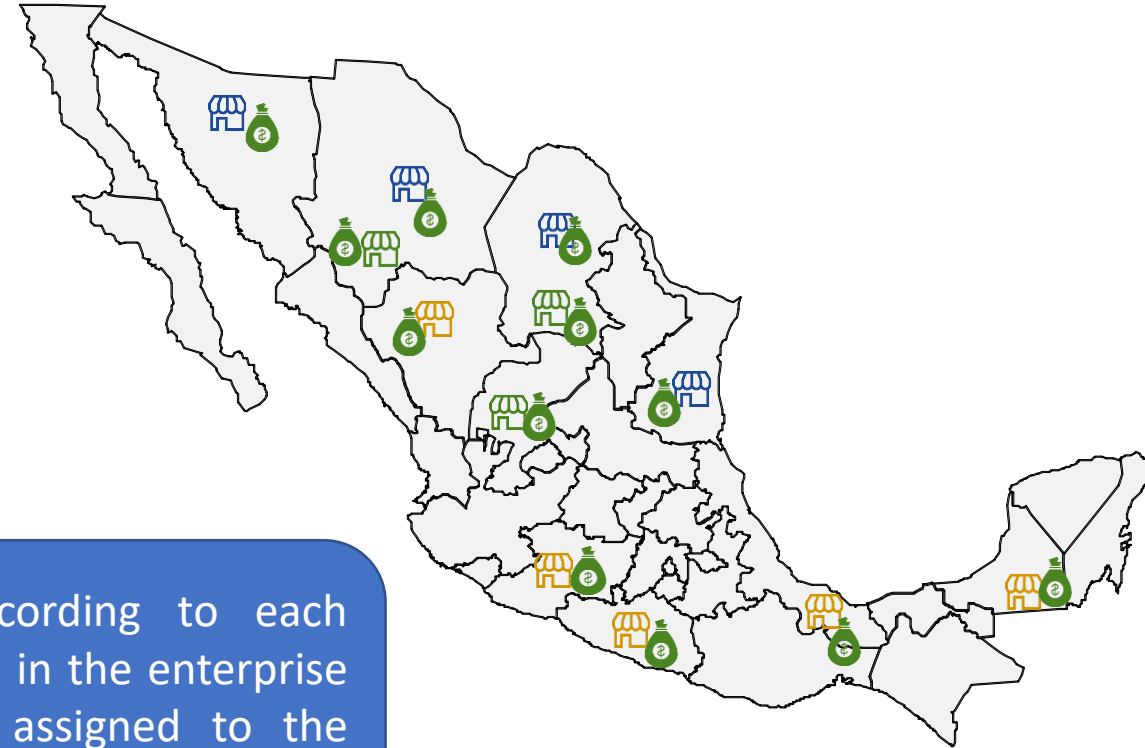 cording to each
in the enterprise
assigned to the